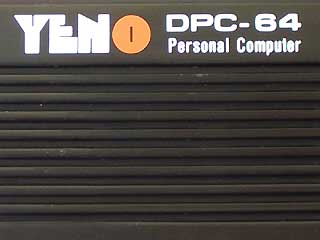 YENO DPC-64
Personal Computer